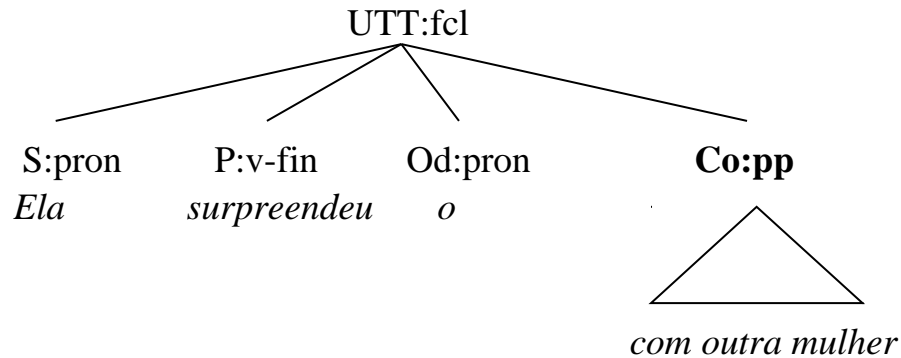 UTT:fcl
S:pron P:v-fin Od:pron Co:pp
Ela surpreendeu o
com outra mulher